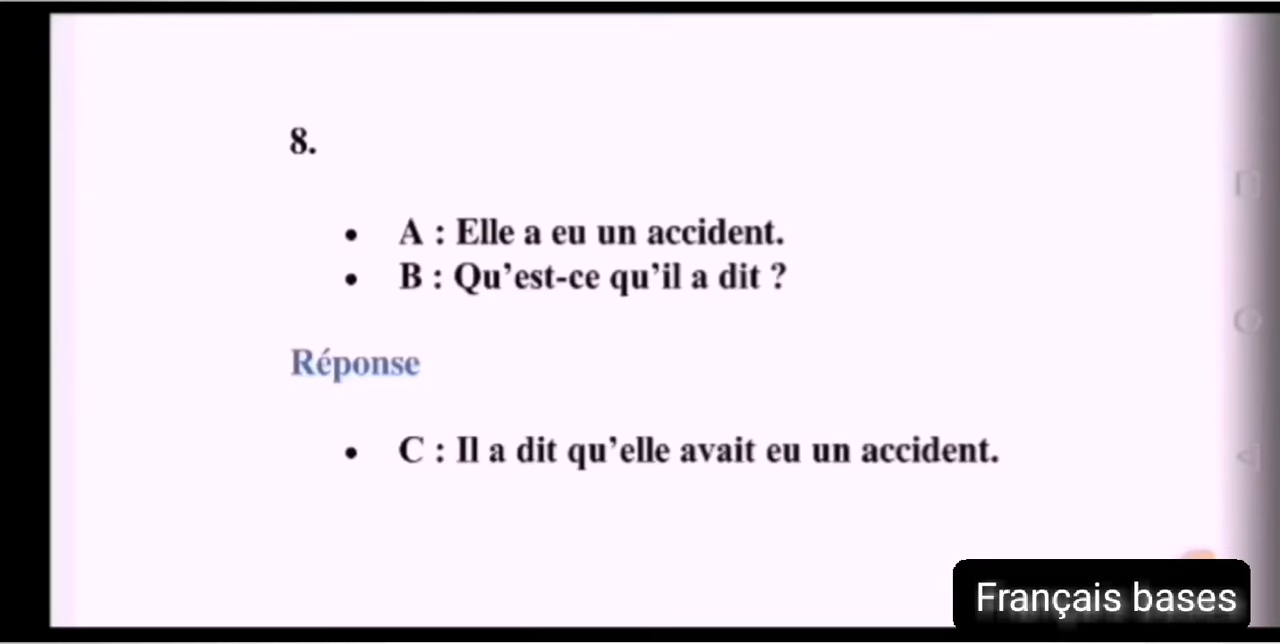 8.
• A : Elle a eu un accident.
• B : Qu’est-ce qu’il a dit ?
Réponse
• C : Il a dit qu’elle avait eu un accident.
Français bases